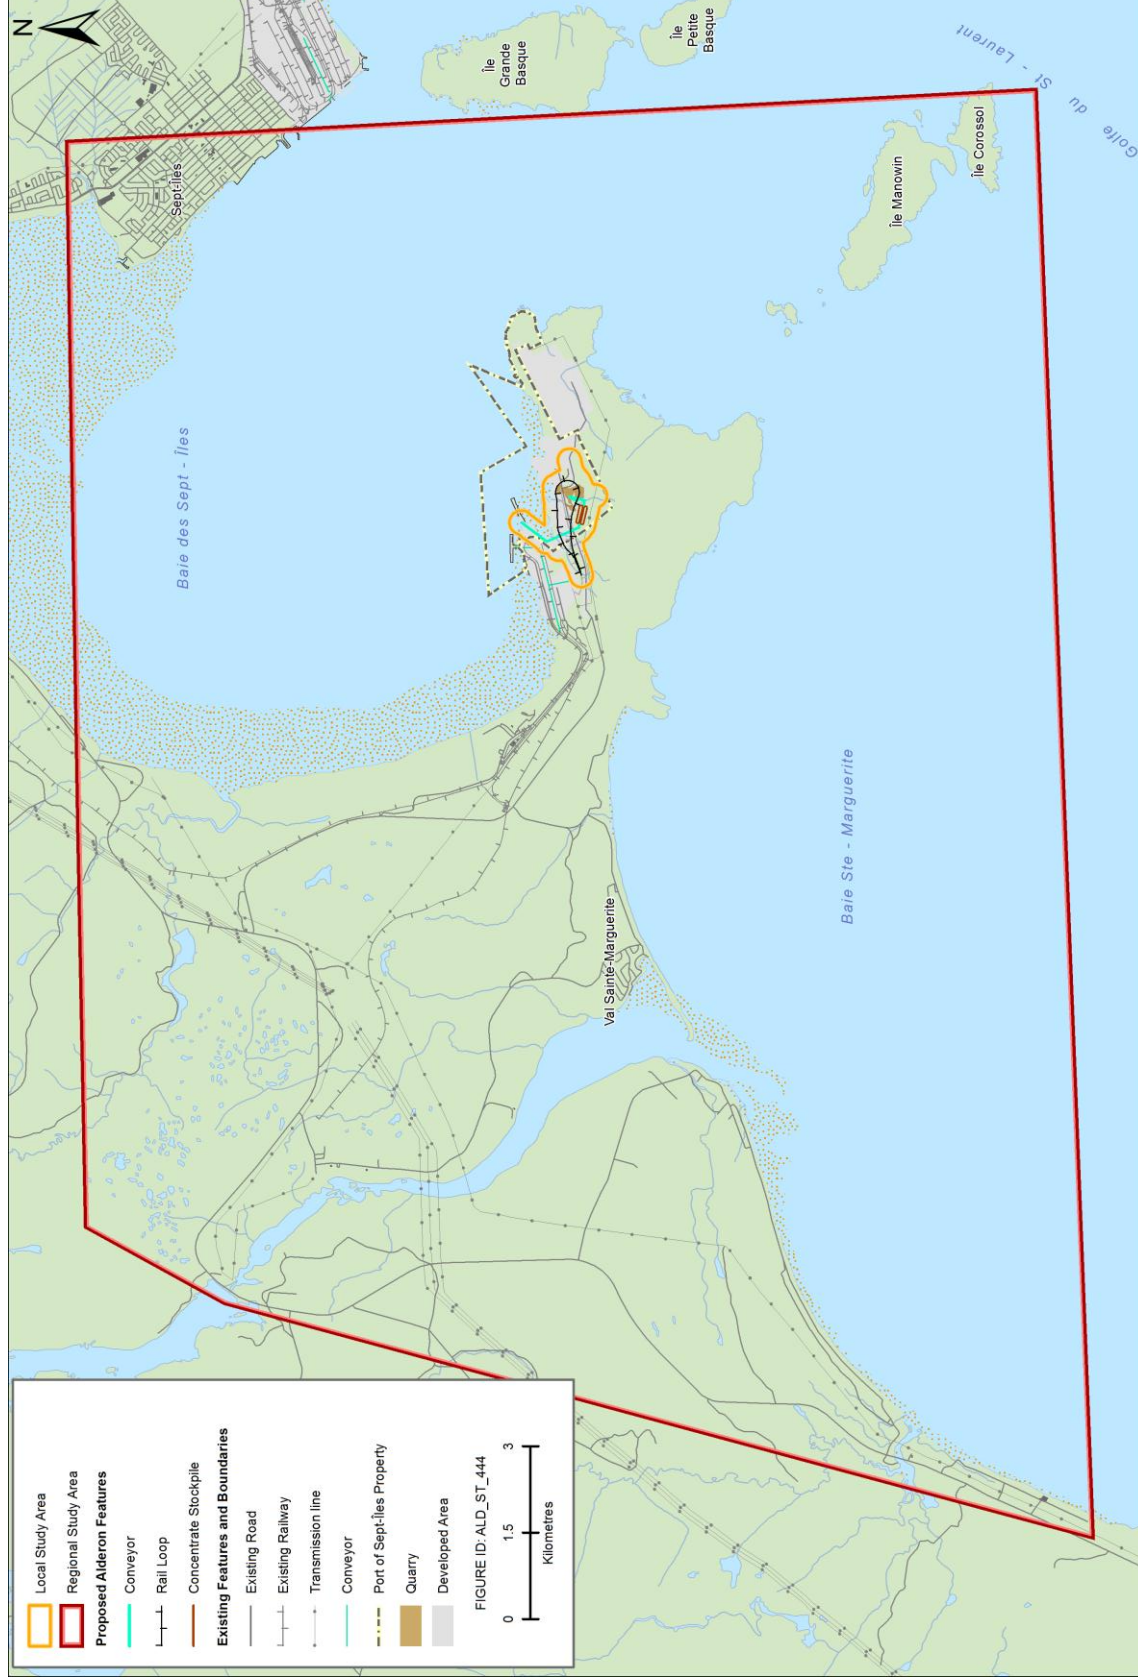 N
Sept-Îles
Île
Grande
Basque
Île
Petite
Basque
Golfe du St - Laurent
Baie des Sept - Îles
Île Manowin
Île Corossol
Val Sainte-Marguerite
Baie Ste - Marguerite
Local Study Area
Regional Study Area
Proposed Alderon Features
Conveyor
Rail Loop
Concentrate Stockpile
Existing Features and Boundaries
Existing Road
Existing Railway
Transmission line
Conveyor
Port of Sept-Îles Property
Quarry
Developed Area
FIGURE ID: ALD_ST_444
0 1.5 3
Kilometres